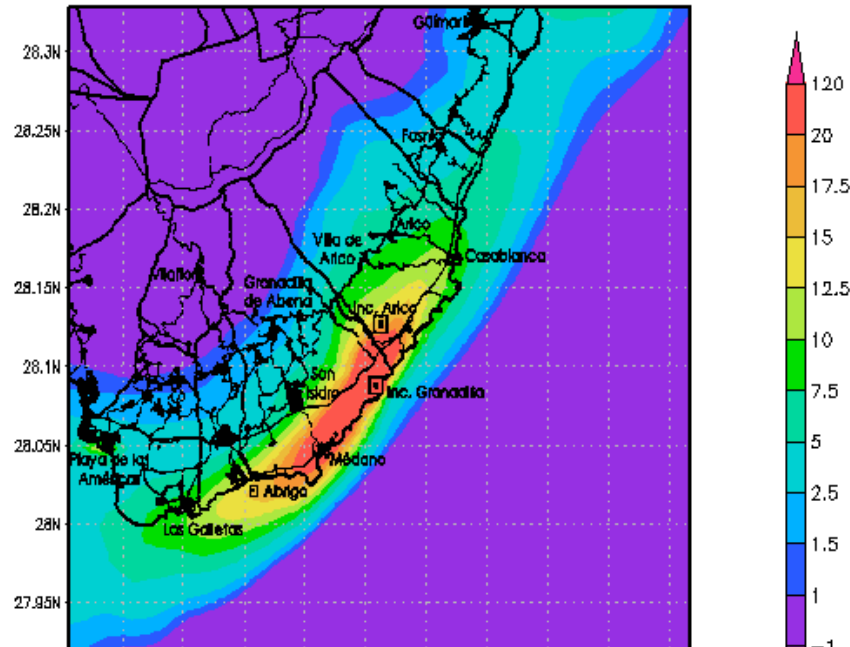 28.3N
28.25N
28.2N
28.15N
28.1N
28.05N
28N
27.95N
Güimar
Fasnia
Arico
Villa de
Arico
Casablanca
Vilaflor
Granadilla
de Abona
Inc. Arico
San
Isidro
Inc. Granadilla
Médano
Playa de las
Américas
El Abrigo
Las Galletas
120
20
17.5
15
12.5
10
7.5
5
2.5
1.5
1
−1